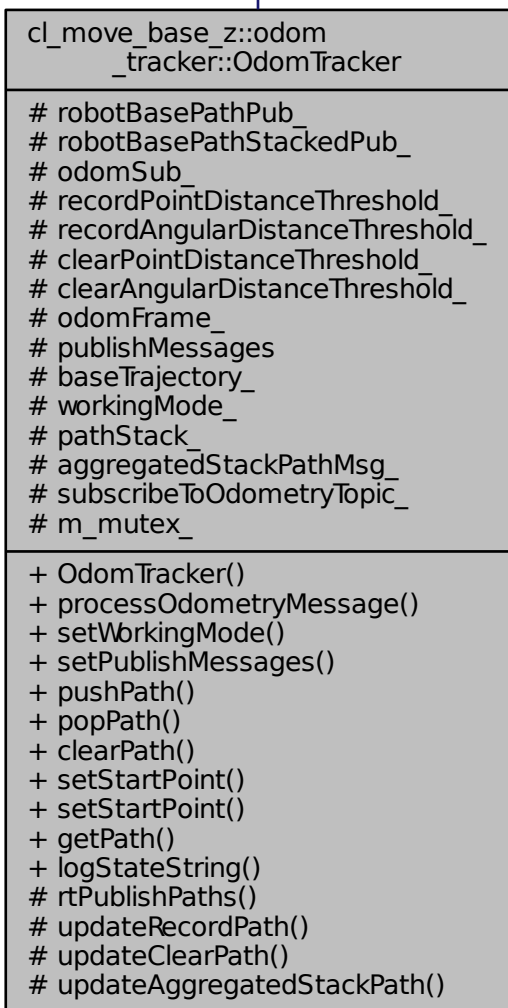 cl_move_base_z::odom
_tracker::OdomTracker
# robotBasePathPub_
# robotBasePathStackedPub_
# odomSub_
# recordPointDistanceThreshold_
# recordAngularDistanceThreshold_
# clearPointDistanceThreshold_
# clearAngularDistanceThreshold_
# odomFrame_
# publishMessages
# baseTrajectory_
# workingMode_
# pathStack_
# aggregatedStackPathMsg_
# subscribeToOdometryTopic_
# m_mutex_
+ OdomTracker()
+ processOdometryMessage()
+ setWorkingMode()
+ setPublishMessages()
+ pushPath()
+ popPath()
+ clearPath()
+ setStartPoint()
+ setStartPoint()
+ getPath()
+ logStateString()
# rtPublishPaths()
# updateRecordPath()
# updateClearPath()
# updateAggregatedStackPath()